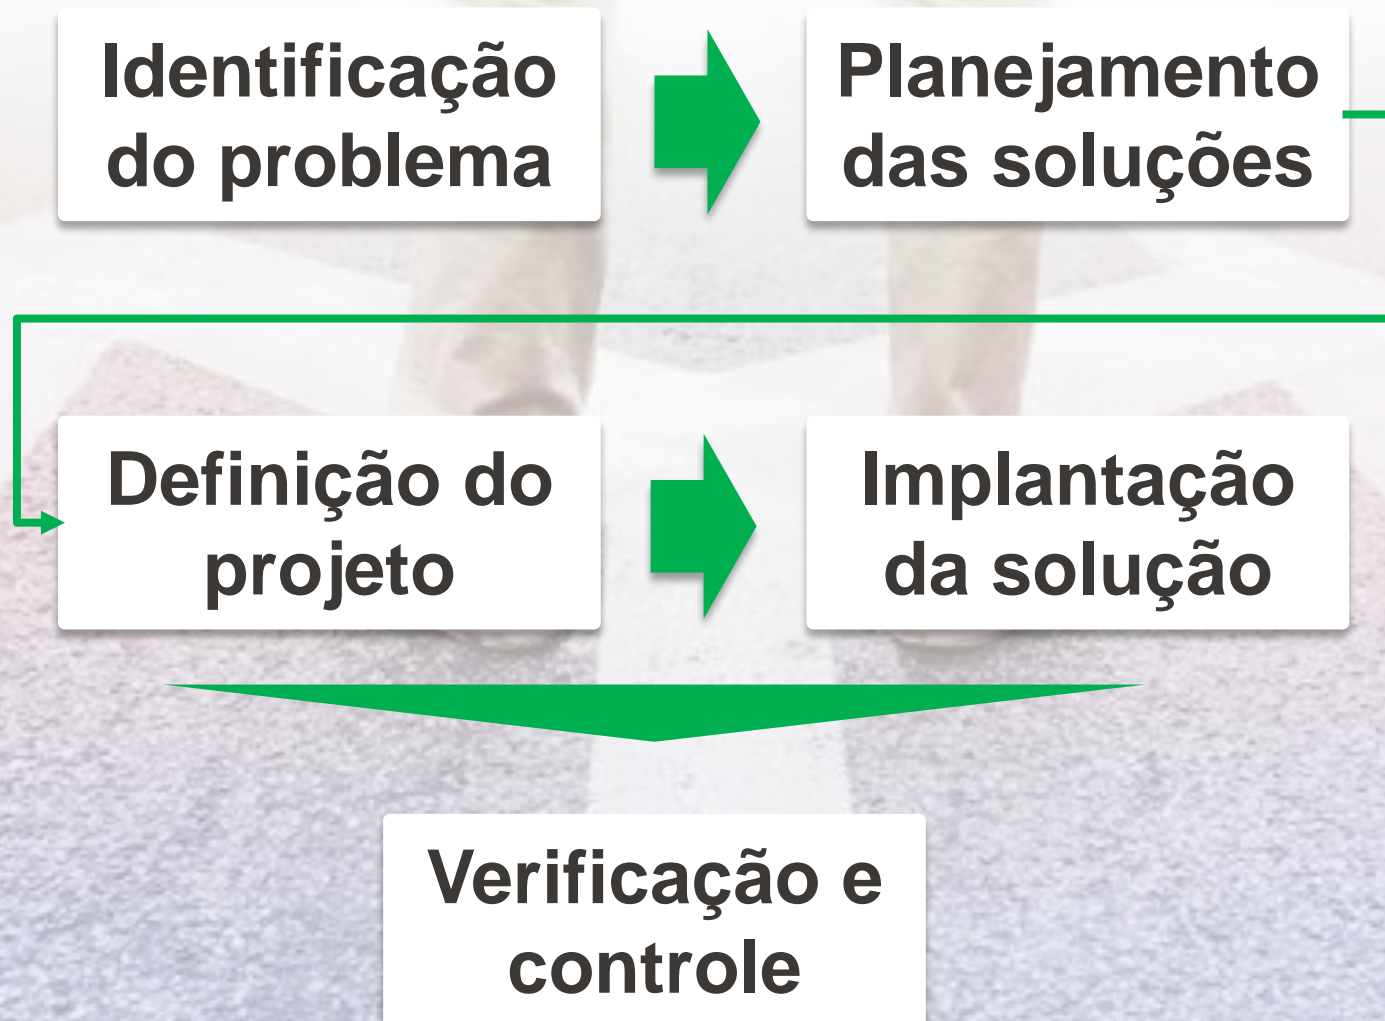 Identificação
do problema
Planejamento
das soluções
Definição do
projeto
Implantação
da solução
Verificação e
controle